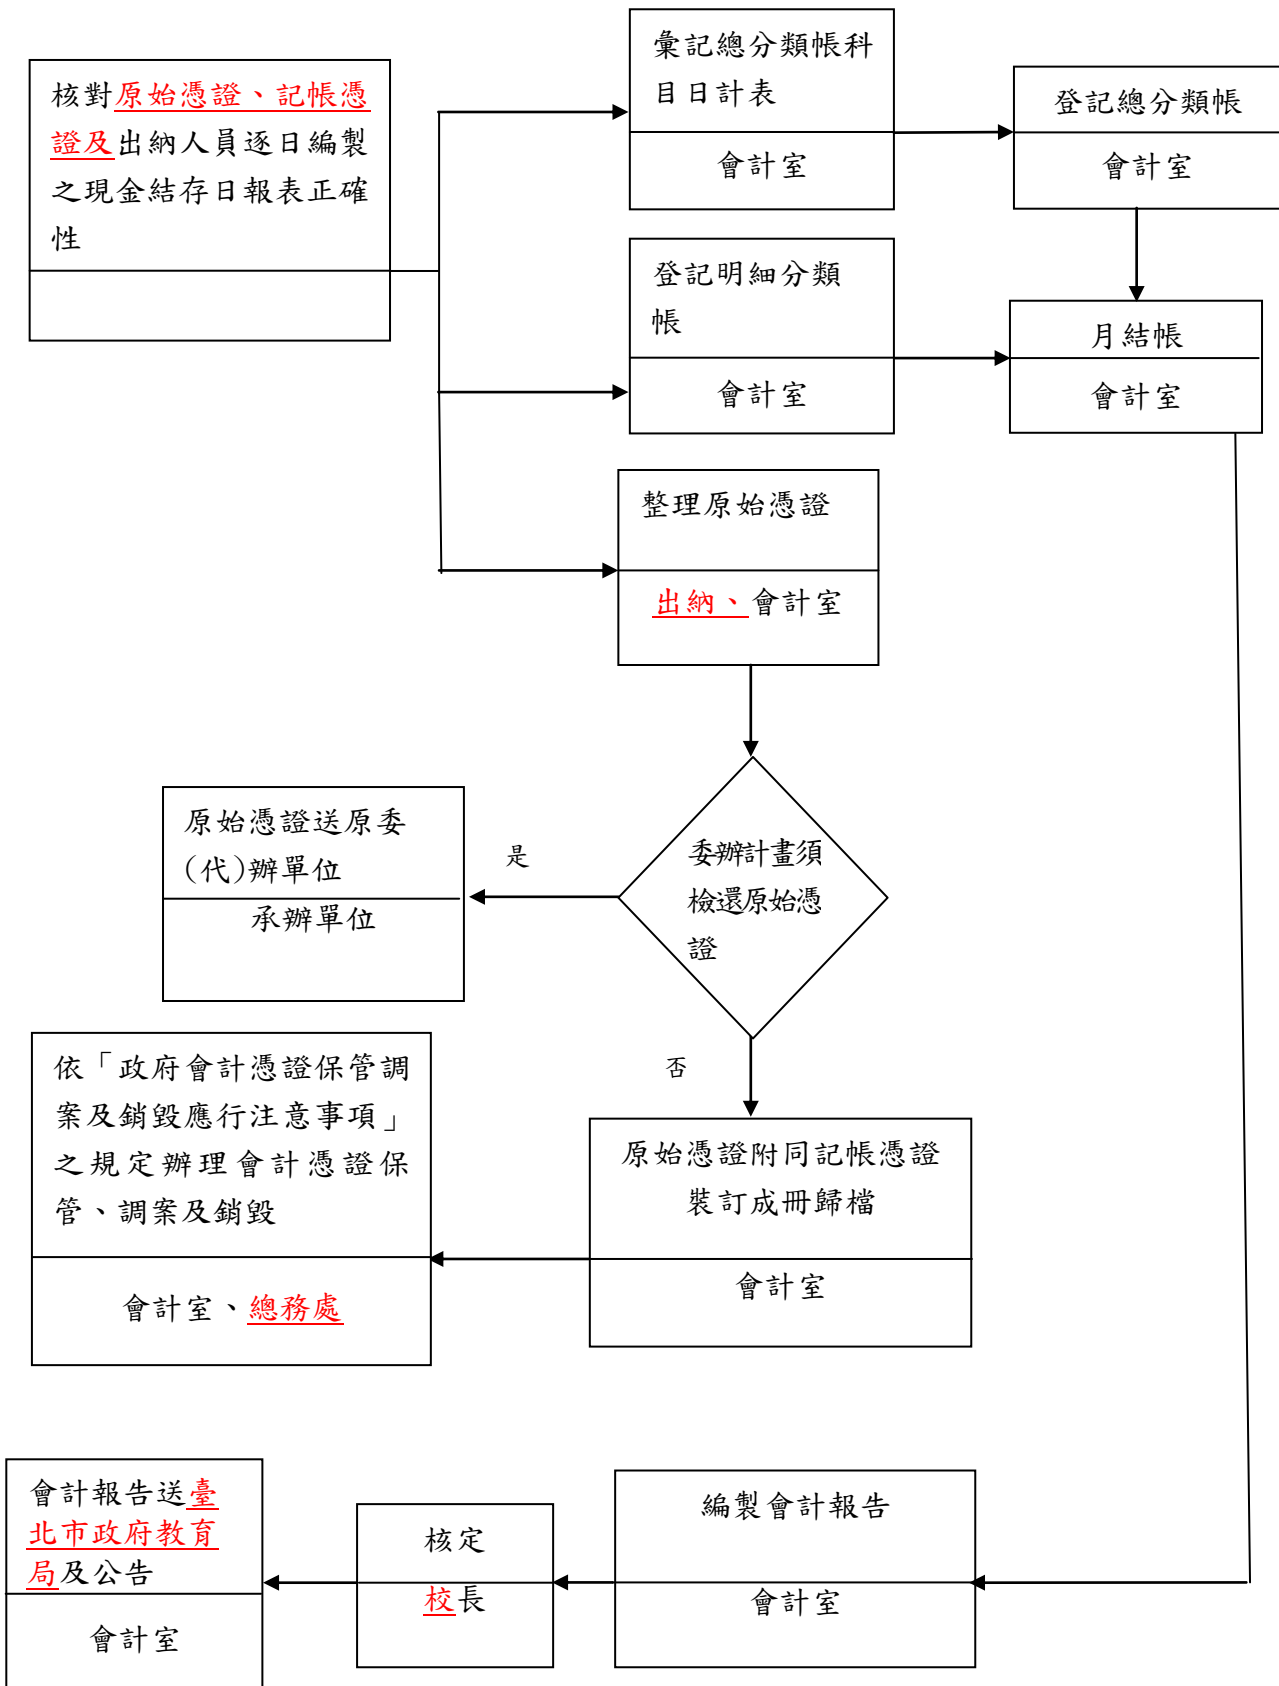 核對原始憑證、記帳憑
證及出納人員逐日編製
之現金結存日報表正確
性
彙記總分類帳科
目日計表
會計室
登記總分類帳
會計室
登記明細分類
帳
會計室
月結帳
會計室
整理原始憑證
出納、會計室
委辦計畫須
檢還原始憑
證
是
原始憑證送原委
(代)辦單位
承辦單位
否
原始憑證附同記帳憑證
裝訂成冊歸檔
會計室
依「政府會計憑證保管調
案及銷毀應行注意事項」
之規定辦理會計憑證保
管、調案及銷毀
會計室、總務處
編製會計報告
會計室
核定
校長
會計報告送臺
北市政府教育
局及公告
會計室